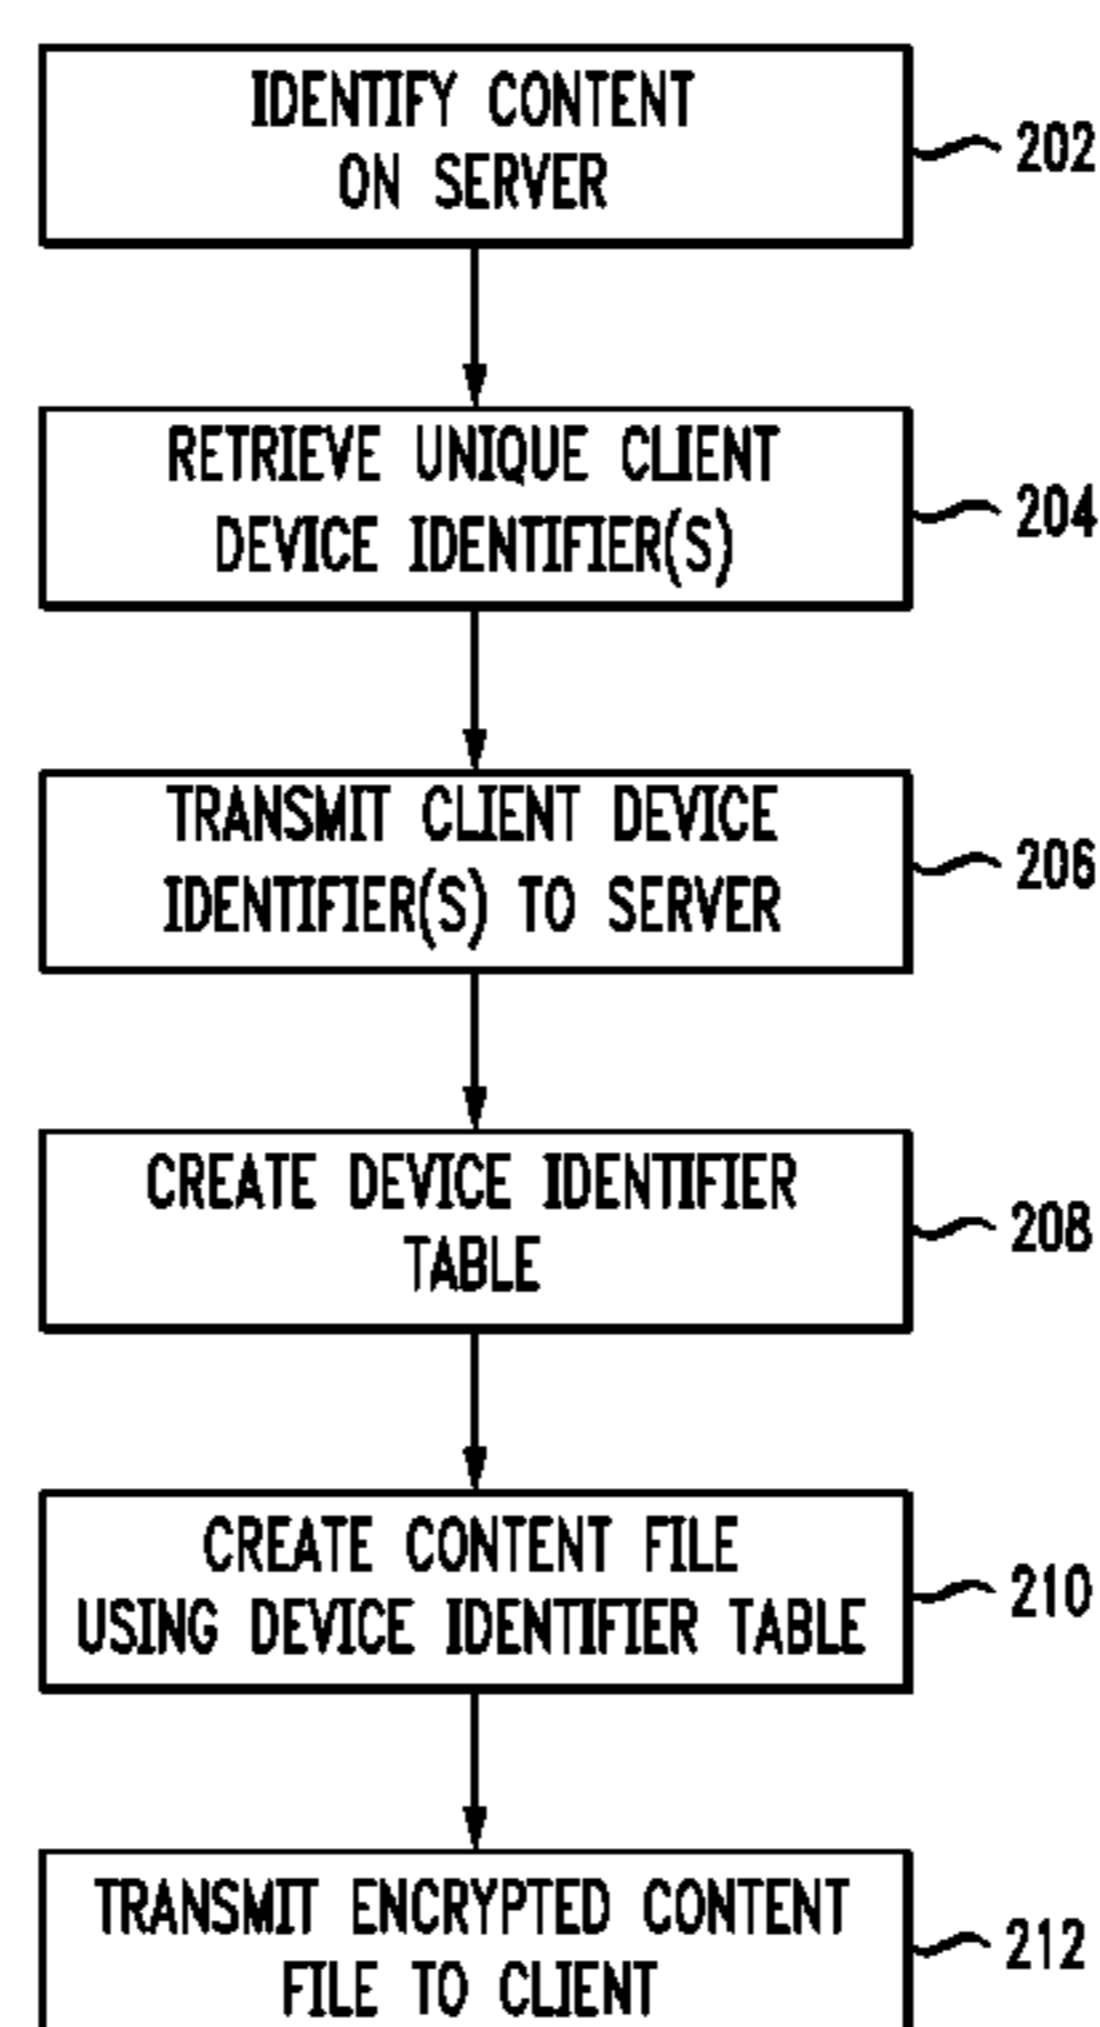 IDENTIFY CONTENT
ON SERVER
202
RETRIEVE UNIQUE CLIENT
DEVICE IDENTIFIER(S)
204
TRANSMIT CLIENT DEVICE
IDENTIFIER(S) TO SERVER
206
CREATE DEVICE IDENTIFIER
TABLE
208
CREATE CONTENT FILE
USING DEVICE IDENTIFIER TABLE
210
TRANSMIT ENCRYPTED CONTENT
FILE TO CLIENT
212